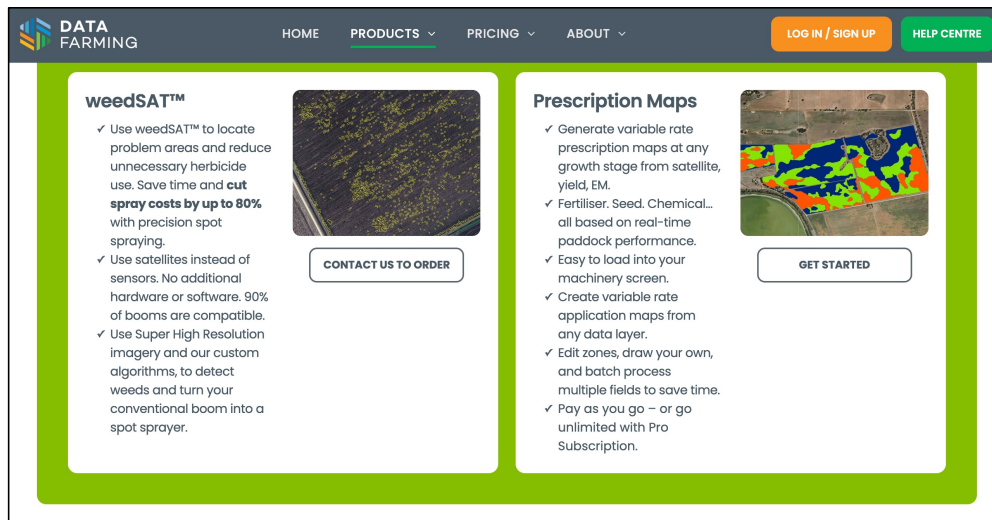 DATA
FARMING
HOME
PRODUCTS
PRICING
ABOUT
LOG IN / SIGN UP
HELP CENTRE
weedSAT™
✓ Use weedSAT™ to locate
problem areas and reduce
unnecessary herbicide
use. Save time and cut
spray costs by up to 80%
with precision spot
spraying.
✓ Use satellites instead of
sensors. No additional
hardware or software. 90%
of booms are compatible.
✓ Use Super High Resolution
imagery and our custom
algorithms, to detect
weeds and turn your
conventional boom into a
spot sprayer.
CONTACT US TO ORDER
Prescription Maps
✓ Generate variable rate
prescription maps at any
growth stage from satellite,
yield, EM.
✓ Fertiliser. Seed. Chemical...
all based on real-time
paddock performance.
✓ Easy to load into your
machinery screen.
✓ Create variable rate
application maps from
any data layer.
✓ Edit zones, draw your own,
and batch process
multiple fields to save time.
✓ Pay as you go – or go
unlimited with Pro
Subscription.
GET STARTED